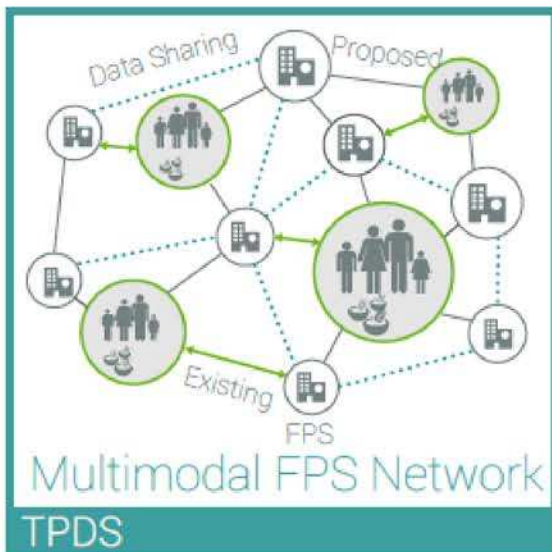 Data Sharing
Proposed
Existing
FPS
Multimodal FPS Network
TPDS